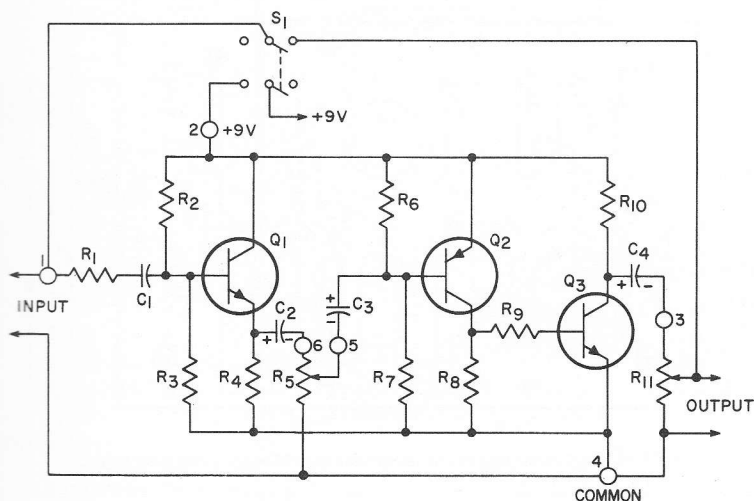 S1
2 +9V
+9V
R2
R6
R10
Q1
Q2
Q3
C4
1
R1
C1
INPUT
C2
C3
+ -
+
-
+ -
6
5
3
R9
R3
R4
R5
R7
R8
R11
OUTPUT
4
COMMON